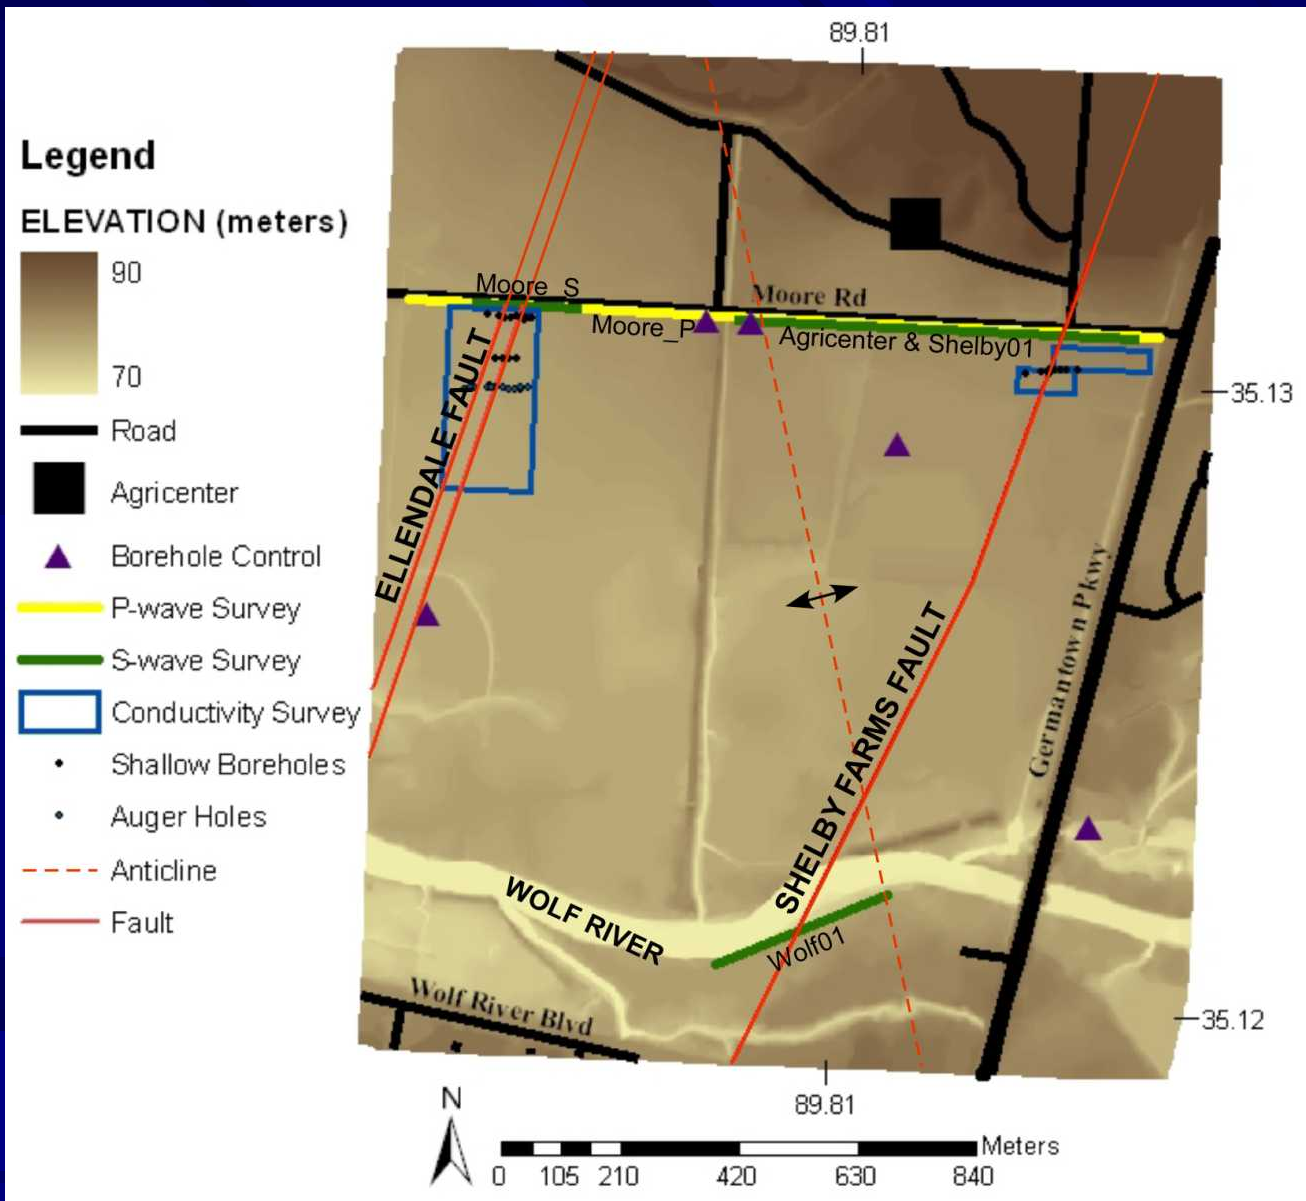 89.81
Legend
ELEVATION (meters)
90
70
Road
Agricenter
Borehole Control
P-wave Survey
S-wave Survey
Conductivity Survey
Shallow Boreholes
Auger Holes
Anticline
Fault
Moore_S
Moore Rd
Moore_P
Agricenter & Shelby01
35.13
ELLENDALE FAULT
Germantown Pkwy
SHELBY FARMS FAULT
WOLF RIVER
Wolf01
Wolf River Blvd
35.12
89.81
N
Meters
0 105 210 420 630 840